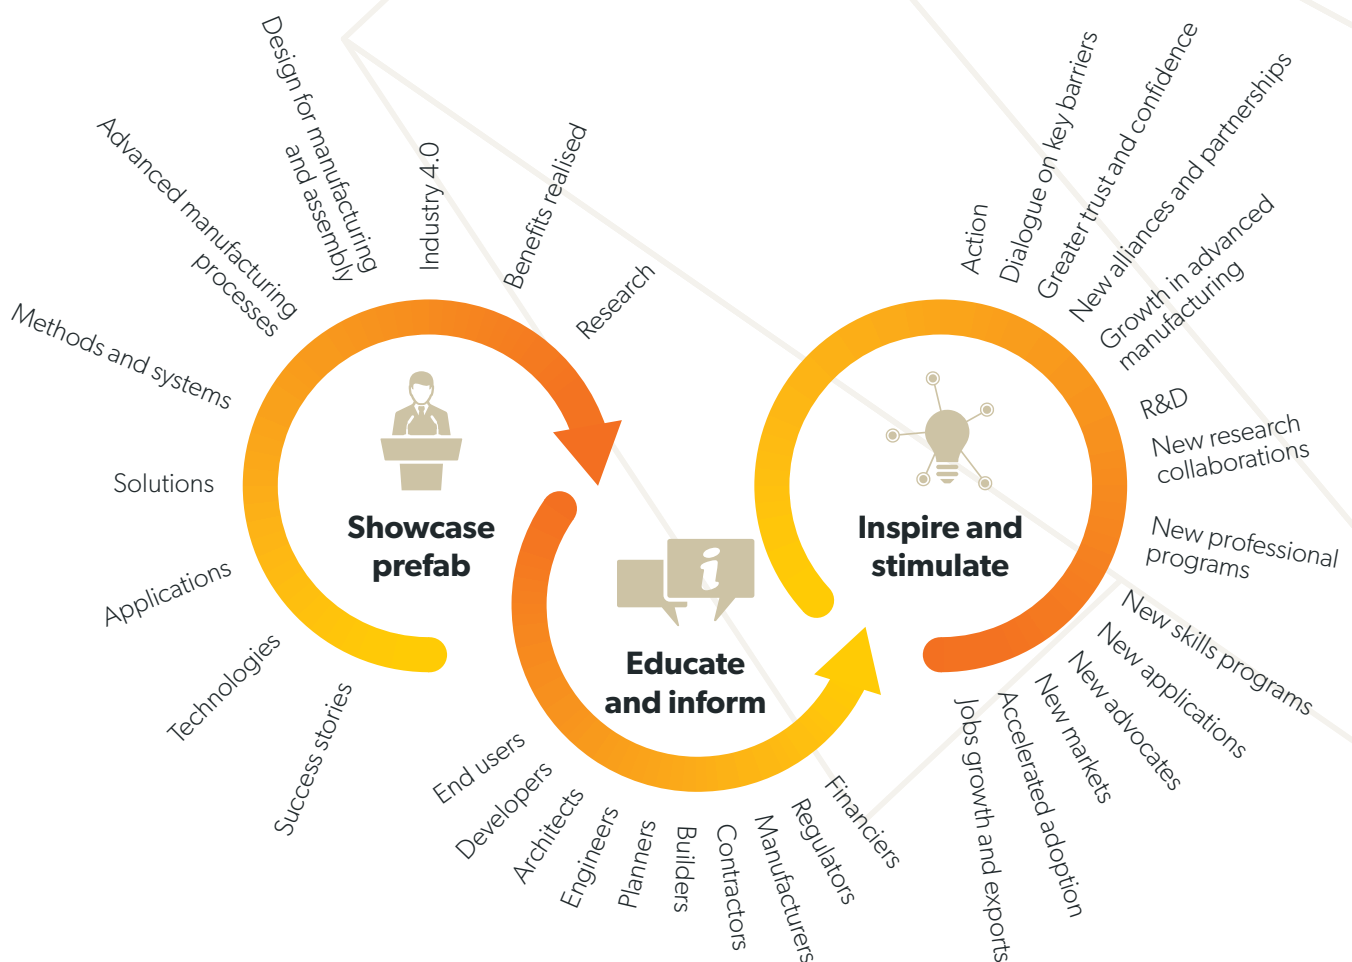 Success stories
Technologies
Applications
Solutions
Methods and systems
Advanced manufacturing
processes
Design for manufacturing
and assembly
Industry 4.0
Benefits realised
Research
Showcase
prefab
Educate
and inform
End users
Developers
Architects
Engineers
Planners
Builders
Contractors
Manufacturers
Regulators
Financiers
Inspire and
stimulate
Action
Dialogue on key barriers
Greater trust and confidence
New alliances and partnerships
Growth in advanced
manufacturing
R&D
New research
collaborations
New professional
programs
New skills programs
New applications
New advocates
New markets
Accelerated adoption
Jobs growth and exports